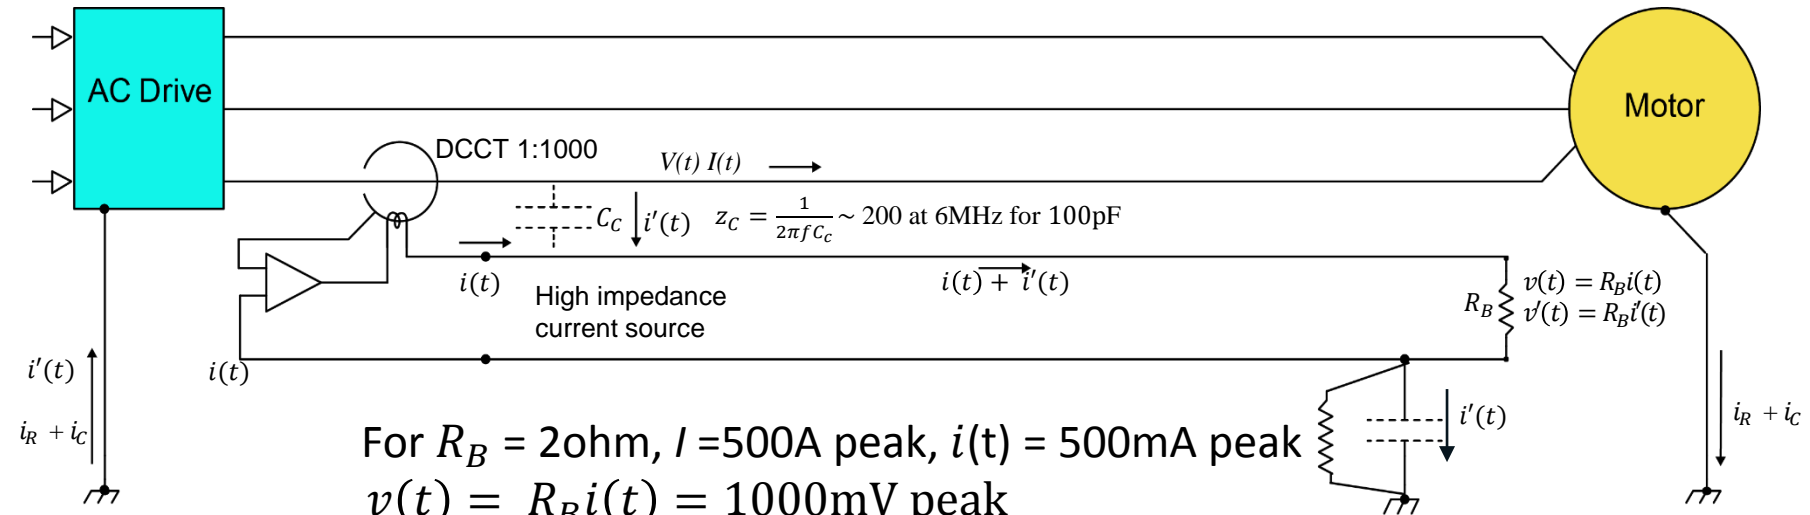 AC Drive
Motor
DCCT 1:1000
V(t) I(t)
C_C
i′(t)
z_C = 1/(2πfC_c) ~ 200 at 6MHz for 100pF
i(t)
i(t) + i′(t)
High impedance
current source
R_B
v(t) = R_B i(t)
v′(t) = R_B i′(t)
i′(t)
i(t)
i_R + i_C
i′(t)
i_R + i_C
For R_B = 2ohm, I =500A peak, i(t) = 500mA peak
v(t) = R_B i(t) = 1000mV peak